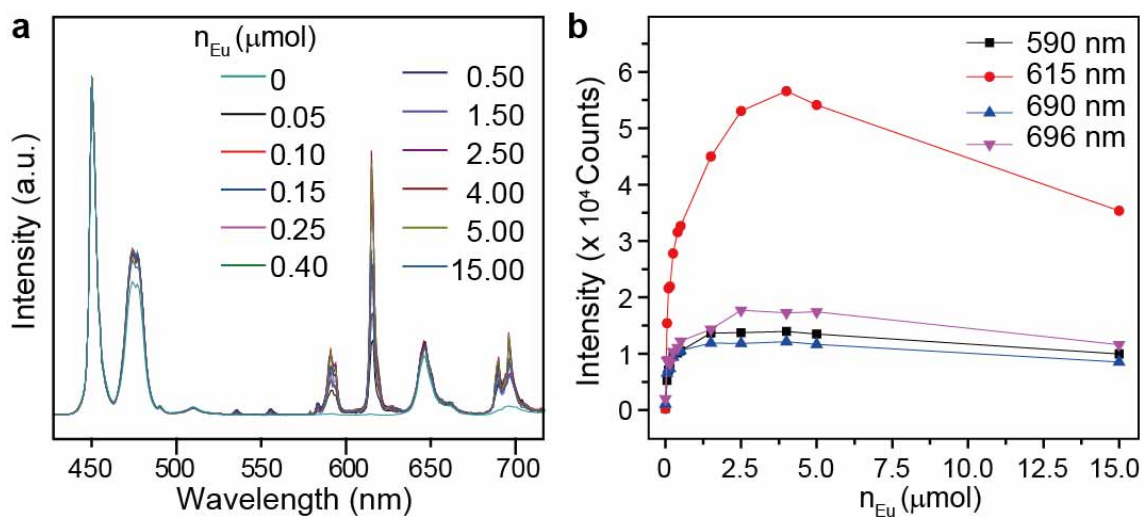 a
n_Eu (μmol)
0
0.05
0.10
0.15
0.25
0.40
0.50
1.50
2.50
4.00
5.00
15.00
Intensity (a.u.)
450 500 550 600 650 700
Wavelength (nm)
b
590 nm
615 nm
690 nm
696 nm
Intensity (x 10⁴Counts)
6
5
4
3
2
1
0
0.0 2.5 5.0 7.5 10.0 12.5 15.0
n_Eu (μmol)